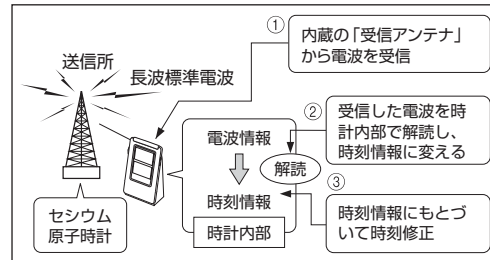 ①
内蔵の「受信アンテナ」
から電波を受信
送信所
長波標準電波
②
受信した電波を時
計内部で解読し、
時刻情報に変える
電波情報
解読
③
時刻情報
時刻情報にもとづ
いて時刻修正
時計内部
セシウム
原子時計